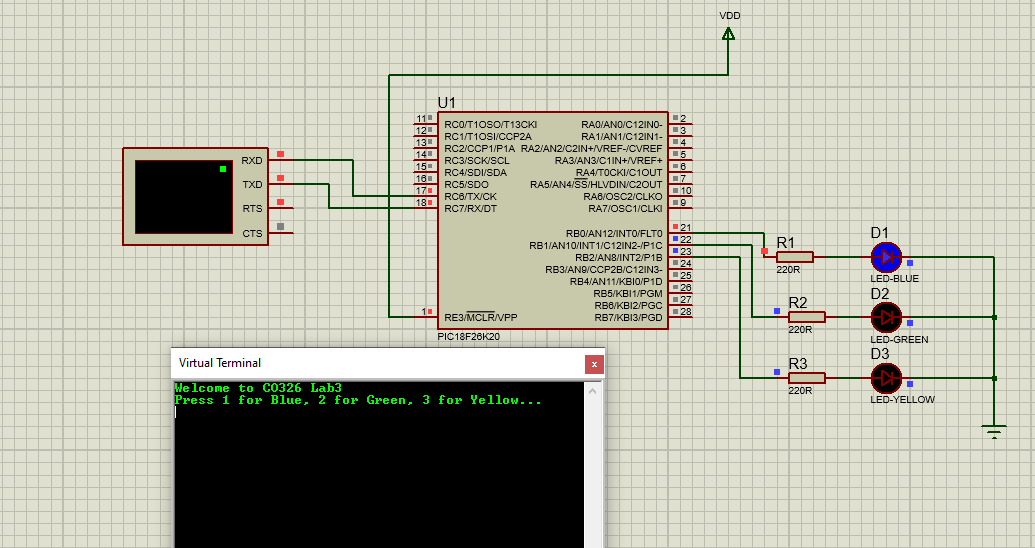 VDD
U1
11
RC0/T1OSO/T13CKI
12
RC1/T1OSI/CCP2A
13
RC2/CCP1/P1A
14
RC3/SCK/SCL
15
RC4/SDI/SDA
16
RC5/SDO
17
RC6/TX/CK
18
RC7/RX/DT
1
RE3/MCLR/VPP
RA0/AN0/C12IN0-
2
RA1/AN1/C12IN1-
3
RA2/AN2/C2IN+/VREF-/CVREF
4
RA3/AN3/C1IN+/VREF+
5
RA4/T0CKI/C1OUT
6
RA5/AN4/SS/HLVDIN/C2OUT
7
RA6/OSC2/CLKO
10
RA7/OSC1/CLKI
9
RB0/AN12/INT0/FLT0
21
RB1/AN10/INT1/C12IN2-/P1C
22
RB2/AN8/INT2/P1B
23
RB3/AN9/CCP2B/C12IN3-
24
RB4/AN11/KBI0/P1D
25
RB5/KBI1/PGM
26
RB6/KBI2/PGC
27
RB7/KBI3/PGD
28
PIC18F26K20
RXD
TXD
RTS
CTS
R1
220R
D1
LED-BLUE
R2
220R
D2
LED-GREEN
R3
220R
D3
LED-YELLOW
Virtual Terminal
x
Welcome to CO326 Lab3
Press 1 for Blue, 2 for Green, 3 for Yellow...